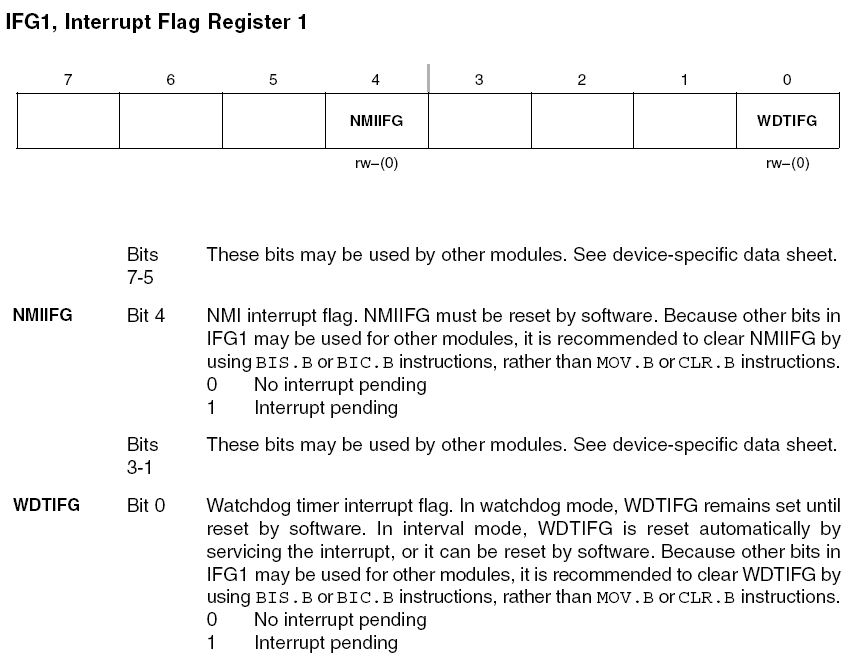 IFG1, Interrupt Flag Register 1
7 6 5 4 3 2 1 0
NMIIFG WDTIFG
rw–(0) rw–(0)
Bits These bits may be used by other modules. See device-specific data sheet.
7-5
NMIIFG Bit 4 NMI interrupt flag. NMIIFG must be reset by software. Because other bits in
IFG1 may be used for other modules, it is recommended to clear NMIIFG by
using BIS.B or BIC.B instructions, rather than MOV.B or CLR.B instructions.
0 No interrupt pending
1 Interrupt pending
Bits These bits may be used by other modules. See device-specific data sheet.
3-1
WDTIFG Bit 0 Watchdog timer interrupt flag. In watchdog mode, WDTIFG remains set until
reset by software. In interval mode, WDTIFG is reset automatically by
servicing the interrupt, or it can be reset by software. Because other bits in
IFG1 may be used for other modules, it is recommended to clear WDTIFG by
using BIS.B or BIC.B instructions, rather than MOV.B or CLR.B instructions.
0 No interrupt pending
1 Interrupt pending